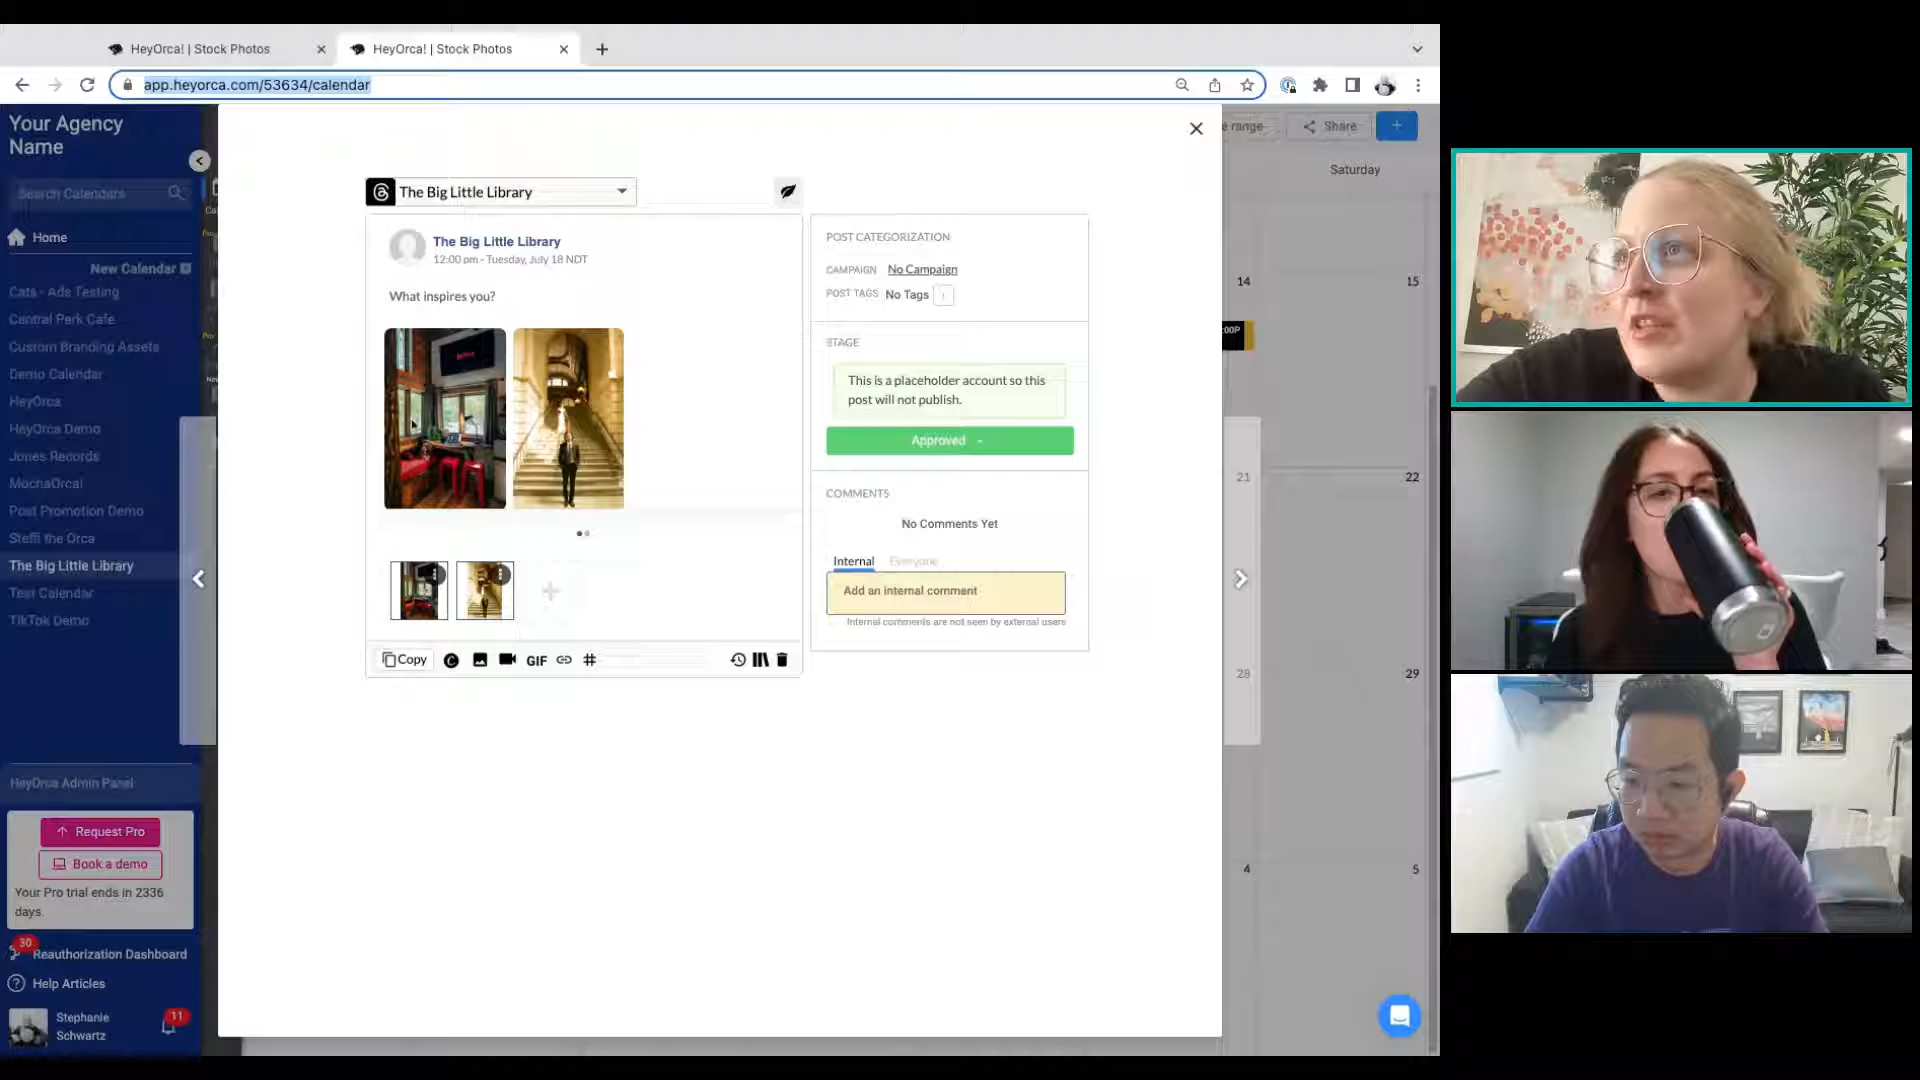 HeyOrca! | Stock Photos
HeyOrca! | Stock Photos
app.heyorca.com/53634/calendar
Your Agency
Name
Search Calendars
Home
New Calendar
Cats - Ads Testing
Central Perk Cafe
Custom Branding Assets
Demo Calendar
HeyOrca
HeyOrca Demo
Jones Records
MochaOrca!
Post Promotion Demo
Steffi the Orca
The Big Little Library
Test Calendar
TikTok Demo
HeyOrca Admin Panel
Request Pro
Book a demo
Your Pro trial ends in 2336
days.
30
Reauthorization Dashboard
Help Articles
Stephanie
Schwartz
11
The Big Little Library
The Big Little Library
12:00 pm - Tuesday, July 18 NDT
What inspires you?
Copy
GIF
#
POST CATEGORIZATION
CAMPAIGN No Campaign
POST TAGS No Tags
STAGE
This is a placeholder account so this
post will not publish.
Approved
COMMENTS
No Comments Yet
Internal Everyone
Add an internal comment
Internal comments are not seen by external users
range
Share
+
Saturday
14
15
00P
21
22
28
29
4
5